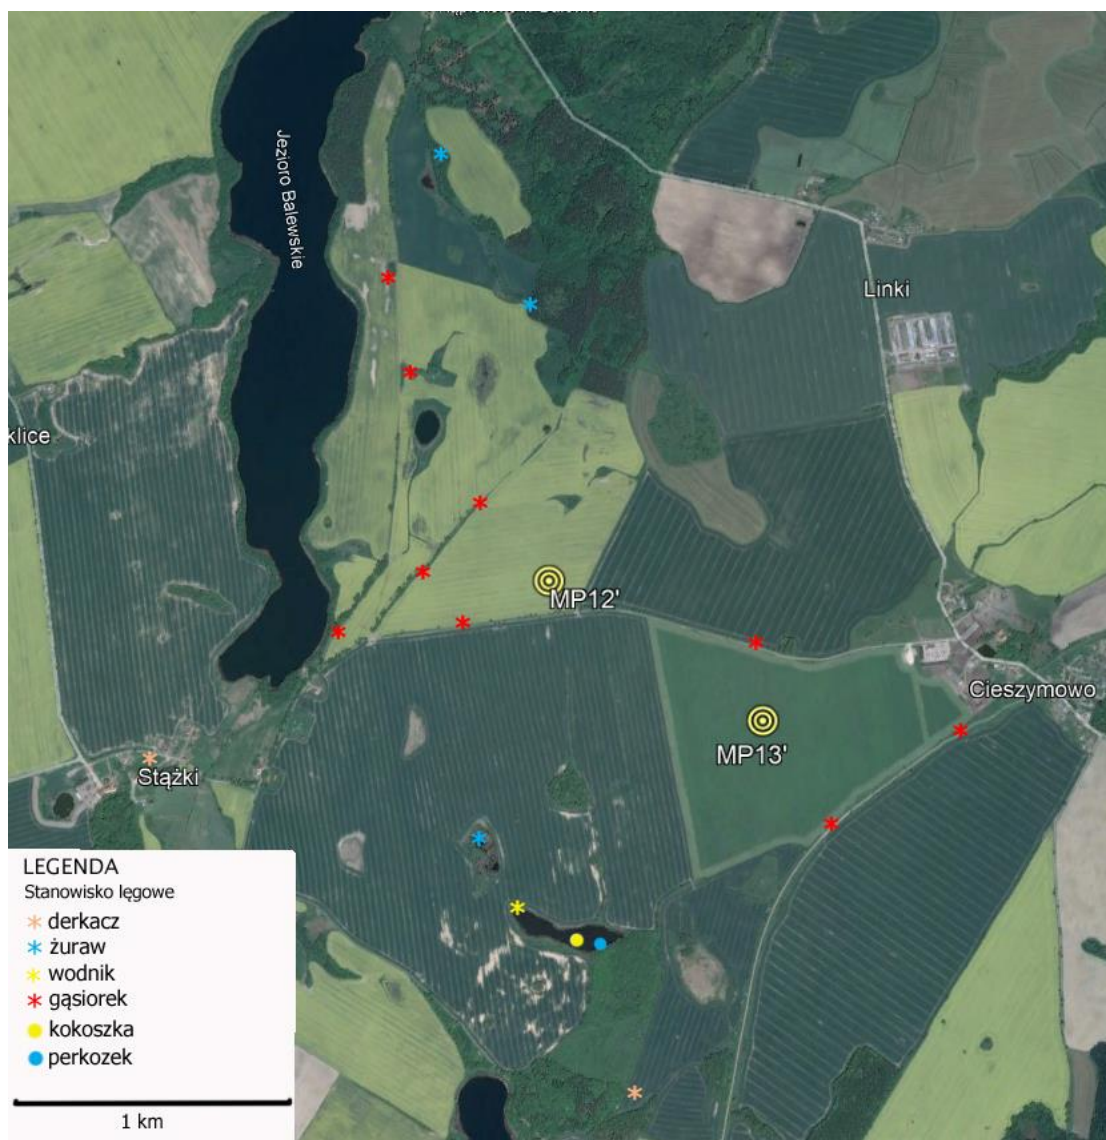 Jezioro Balewskie
Linki
klice
MP12'
Cieszymowo
MP13'
Stążki
LEGENDA
Stanowisko lęgowe
derkacz
żuraw
wodnik
gąsiorek
kokoszka
perkozek
1 km